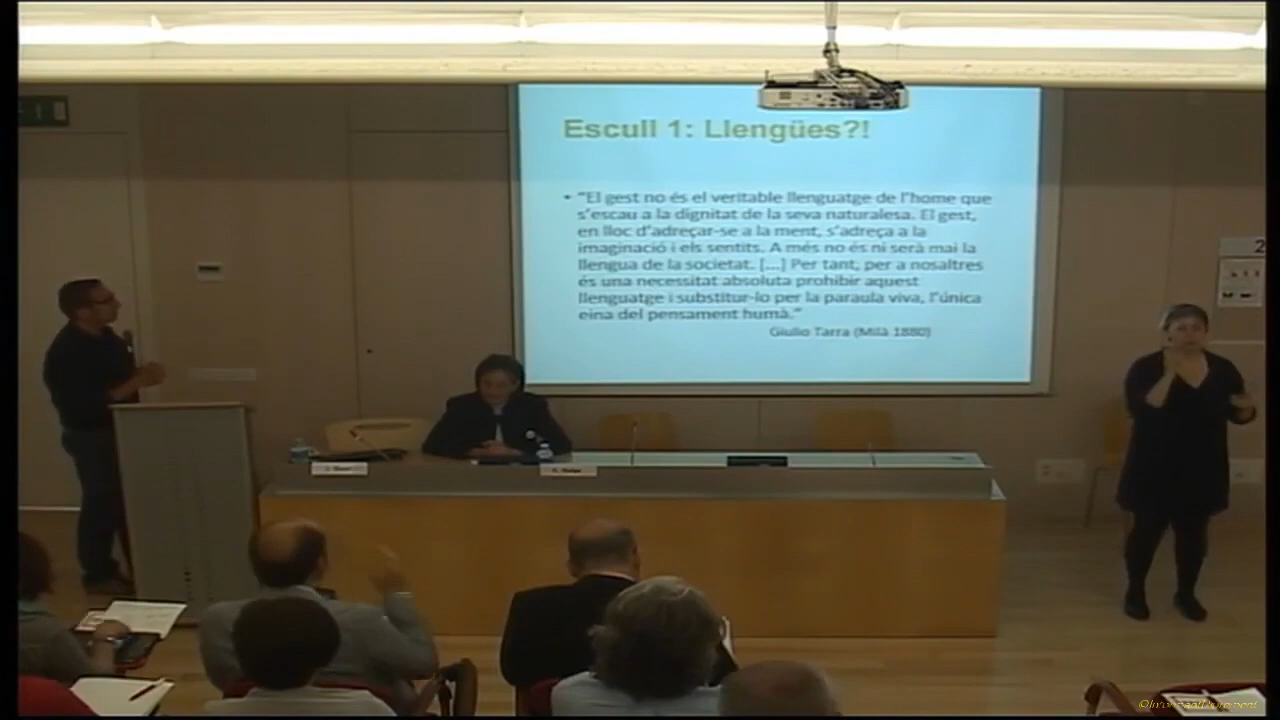 Escull 1: Llengües?!
• "El gest no és el veritable llenguatge de l'home que
s'escau a la dignitat de la seva naturalesa. El gest,
en lloc d'adreçar-se a la ment, s'adreça a la
imaginació i els sentits. A més no és ni serà mai la
llengua de la societat. [...] Per tant, per a nosaltres
és una necessitat absoluta prohibir aquest
llenguatge i substituir-lo per la paraula viva, l'única
eina del pensament humà."
Giulio Tarra (Milà 1880)
2